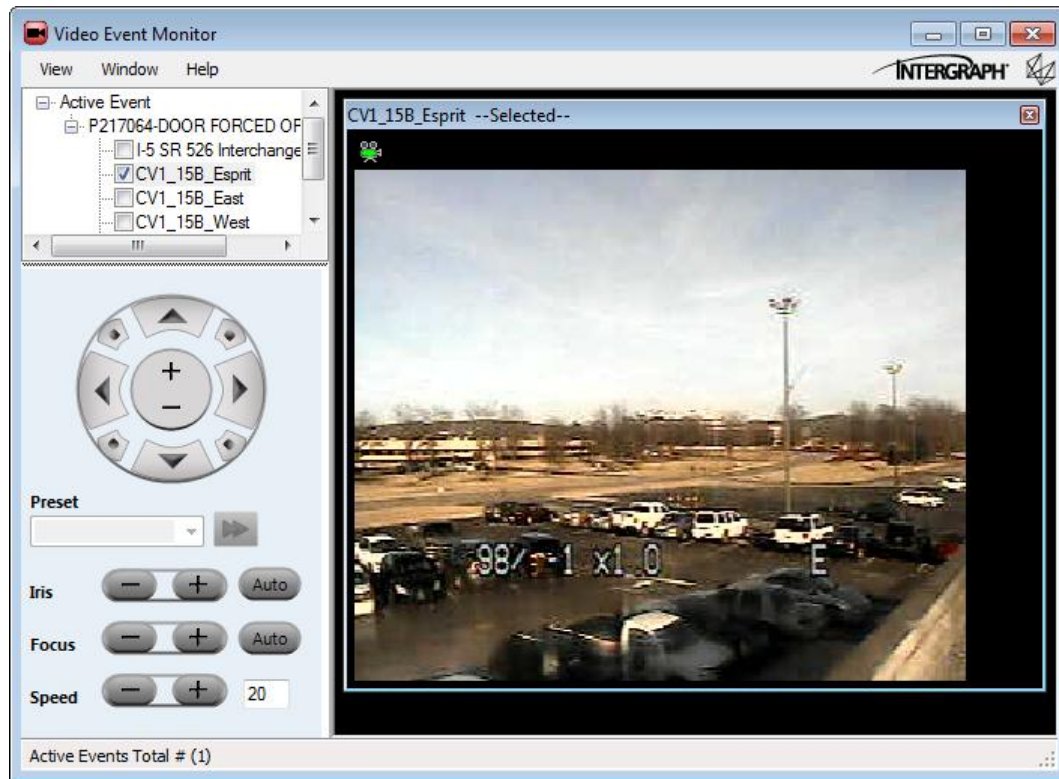 Video Event Monitor
View Window Help
INTERGRAPH
Active Event
P217064-DOOR FORCED OF
I-5 SR 526 Interchange
CV1_15B_Esprit
CV1_15B_East
CV1_15B_West
CV1_15B_Esprit --Selected--
98/ -1 x1.0 E
Preset
Iris Auto
Focus Auto
Speed 20
Active Events Total # (1)